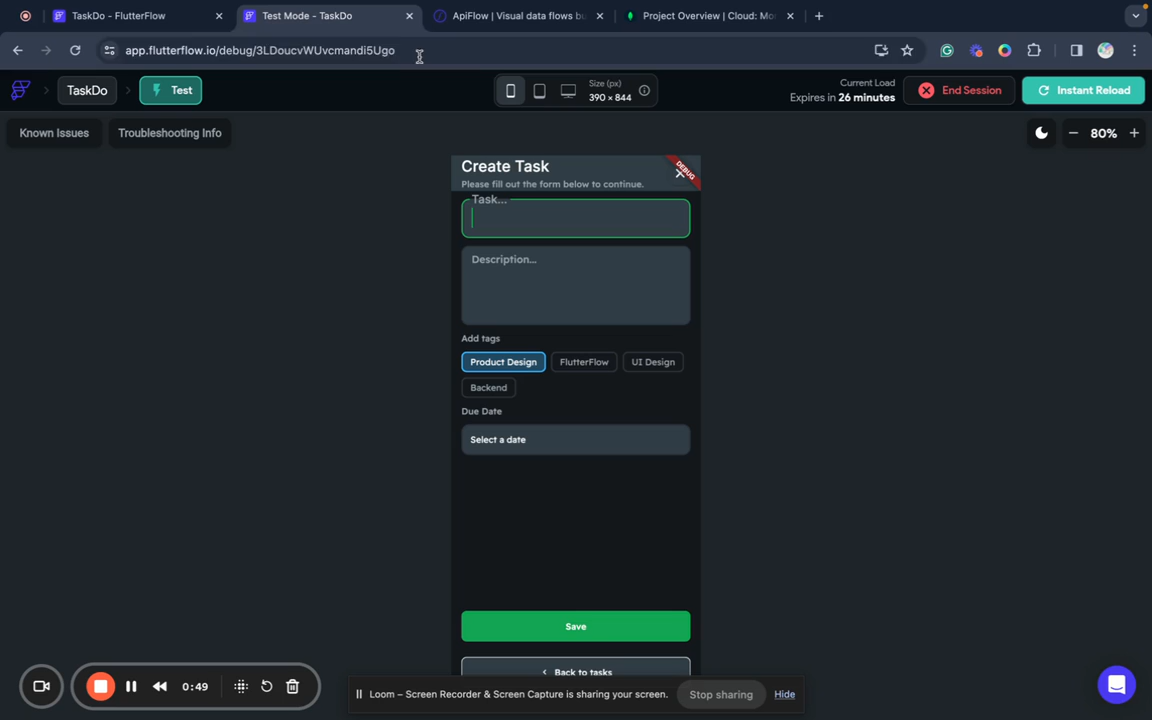 TaskDo - FlutterFlow
Test Mode - TaskDo
ApiFlow | Visual data flows bu
Project Overview | Cloud: Mo
app.flutterflow.io/debug/3LDoucvWUvcmandi5Ugo
TaskDo
Test
Size (px)
390 × 844
Current Load
Expires in 26 minutes
End Session
Instant Reload
Known Issues
Troubleshooting Info
80%
Create Task
DEBUG
Please fill out the form below to continue.
Task...
Description...
Add tags
Product Design
FlutterFlow
UI Design
Backend
Due Date
Select a date
Save
Back to tasks
0:49
Loom – Screen Recorder & Screen Capture is sharing your screen.
Stop sharing
Hide